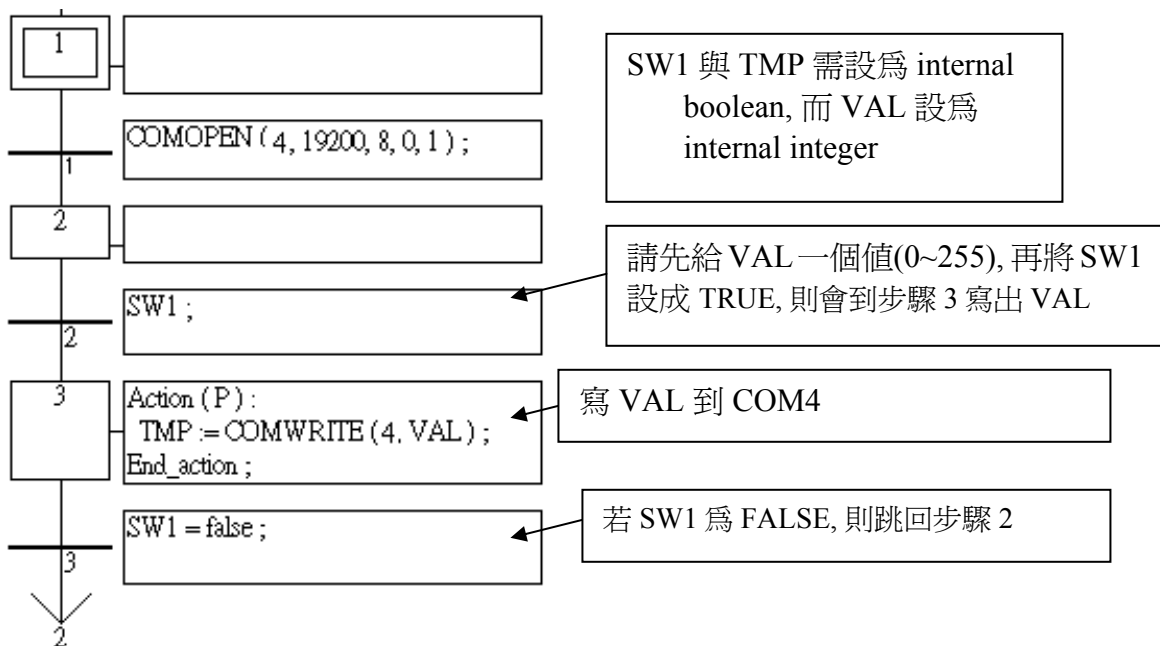 1
SW1 與 TMP 需設為 internal
boolean, 而 VAL 設為
internal integer
COMOPEN ( 4, 19200, 8, 0, 1 ) ;
1
2
請先給 VAL 一個值(0~255), 再將 SW1
設成 TRUE, 則會到步驟 3 寫出 VAL
SW1 ;
2
3
Action ( P ) :
TMP := COMWRITE ( 4, VAL ) ;
End_action ;
寫 VAL 到 COM4
SW1 = false ;
若 SW1 為 FALSE, 則跳回步驟 2
3
2